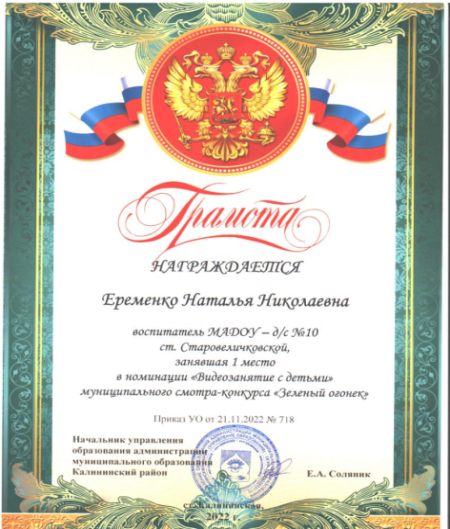 Грамота
НАГРАЖДАЕТСЯ
Еременко Наталья Николаевна
воспитатель МАДОУ – д/с №10
ст. Старовеличковской,
занявшая 1 место
в номинации «Видеозанятие с детьми»
муниципального смотра-конкурса «Зеленый огонек»
Приказ УО от 21.11.2022 № 718
Начальник управления
образования администрации
муниципального образования
Калининский район
Е.А. Соляник
ст. Калининская,
2022 г.